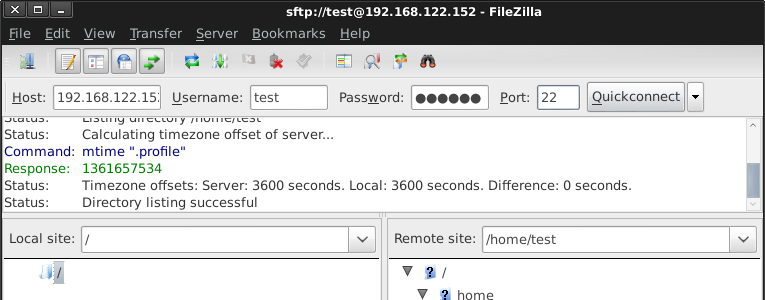 sftp://test@192.168.122.152 - FileZilla
File Edit View Transfer Server Bookmarks Help
Host: 192.168.122.15 Username: test Password: ●●●●●● Port: 22 Quickconnect
Status: Listing directory /home/test
Status: Calculating timezone offset of server...
Command: mtime ".profile"
Response: 1361657534
Status: Timezone offsets: Server: 3600 seconds. Local: 3600 seconds. Difference: 0 seconds.
Status: Directory listing successful
Local site: / Remote site: /home/test
/ /
home